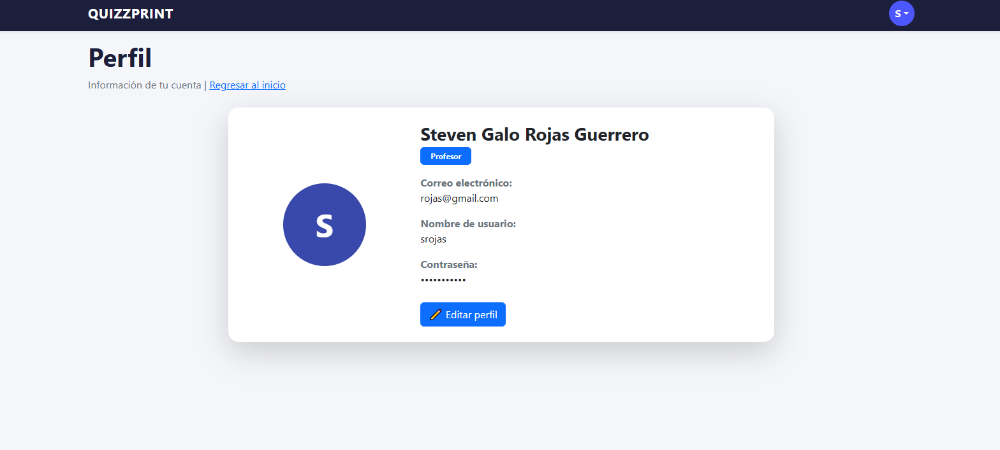 QUIZZPRINT
S
Perfil
Información de tu cuenta | Regresar al inicio
Steven Galo Rojas Guerrero
Profesor
S
Correo electrónico:
rojas@gmail.com
Nombre de usuario:
srojas
Contraseña:
•••••••••••
Editar perfil